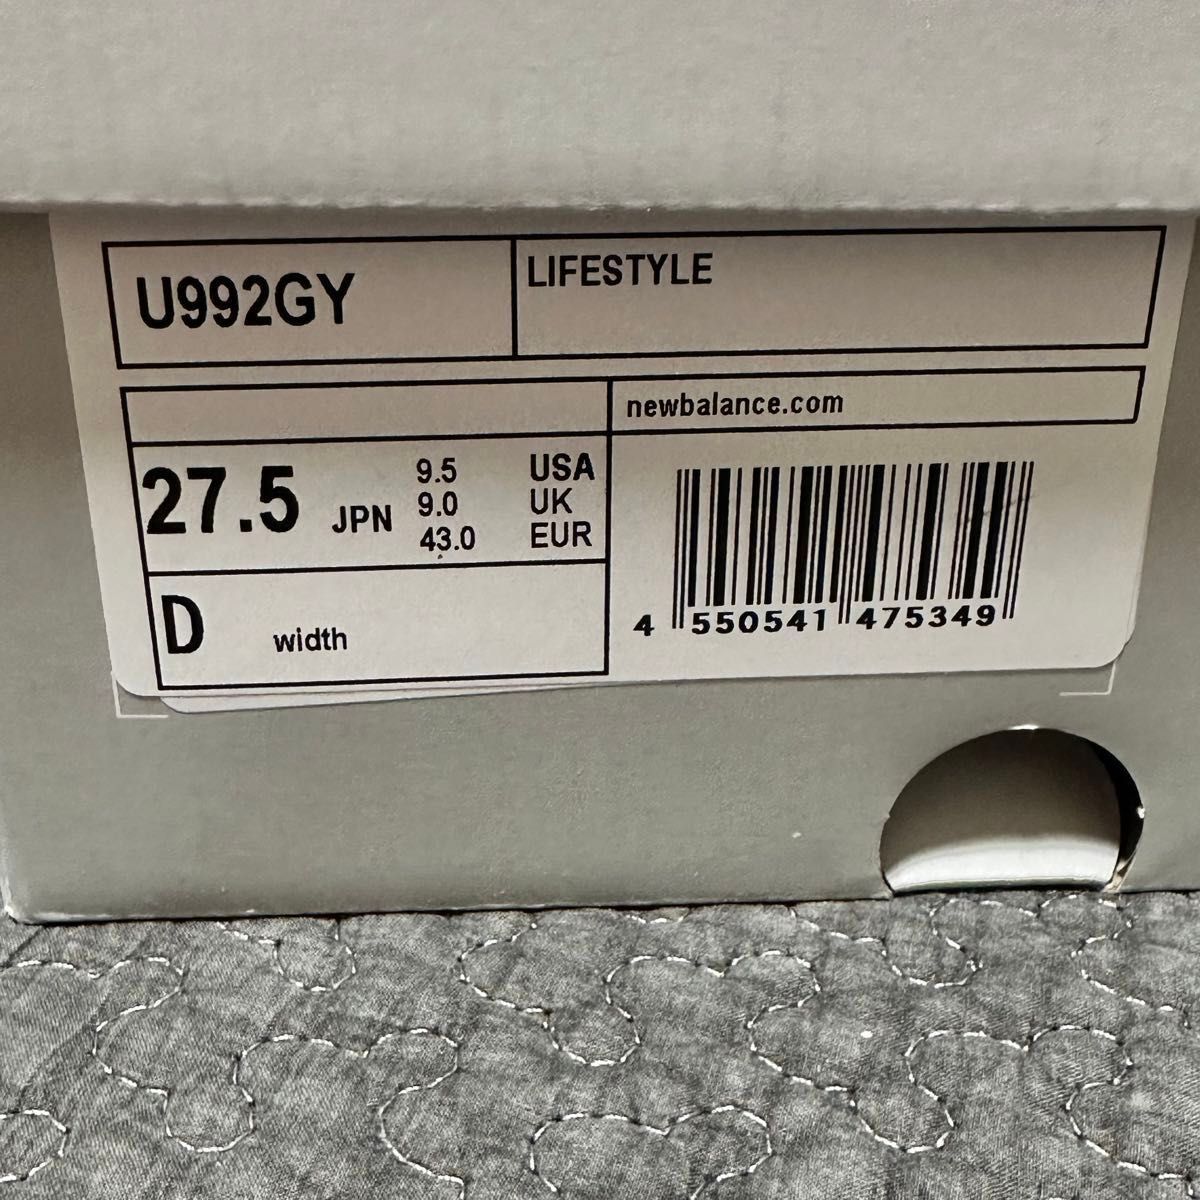 U992GY
LIFESTYLE
newbalance.com
27.5 JPN
9.5 USA
9.0 UK
43.0 EUR
D width
4 550541 475349